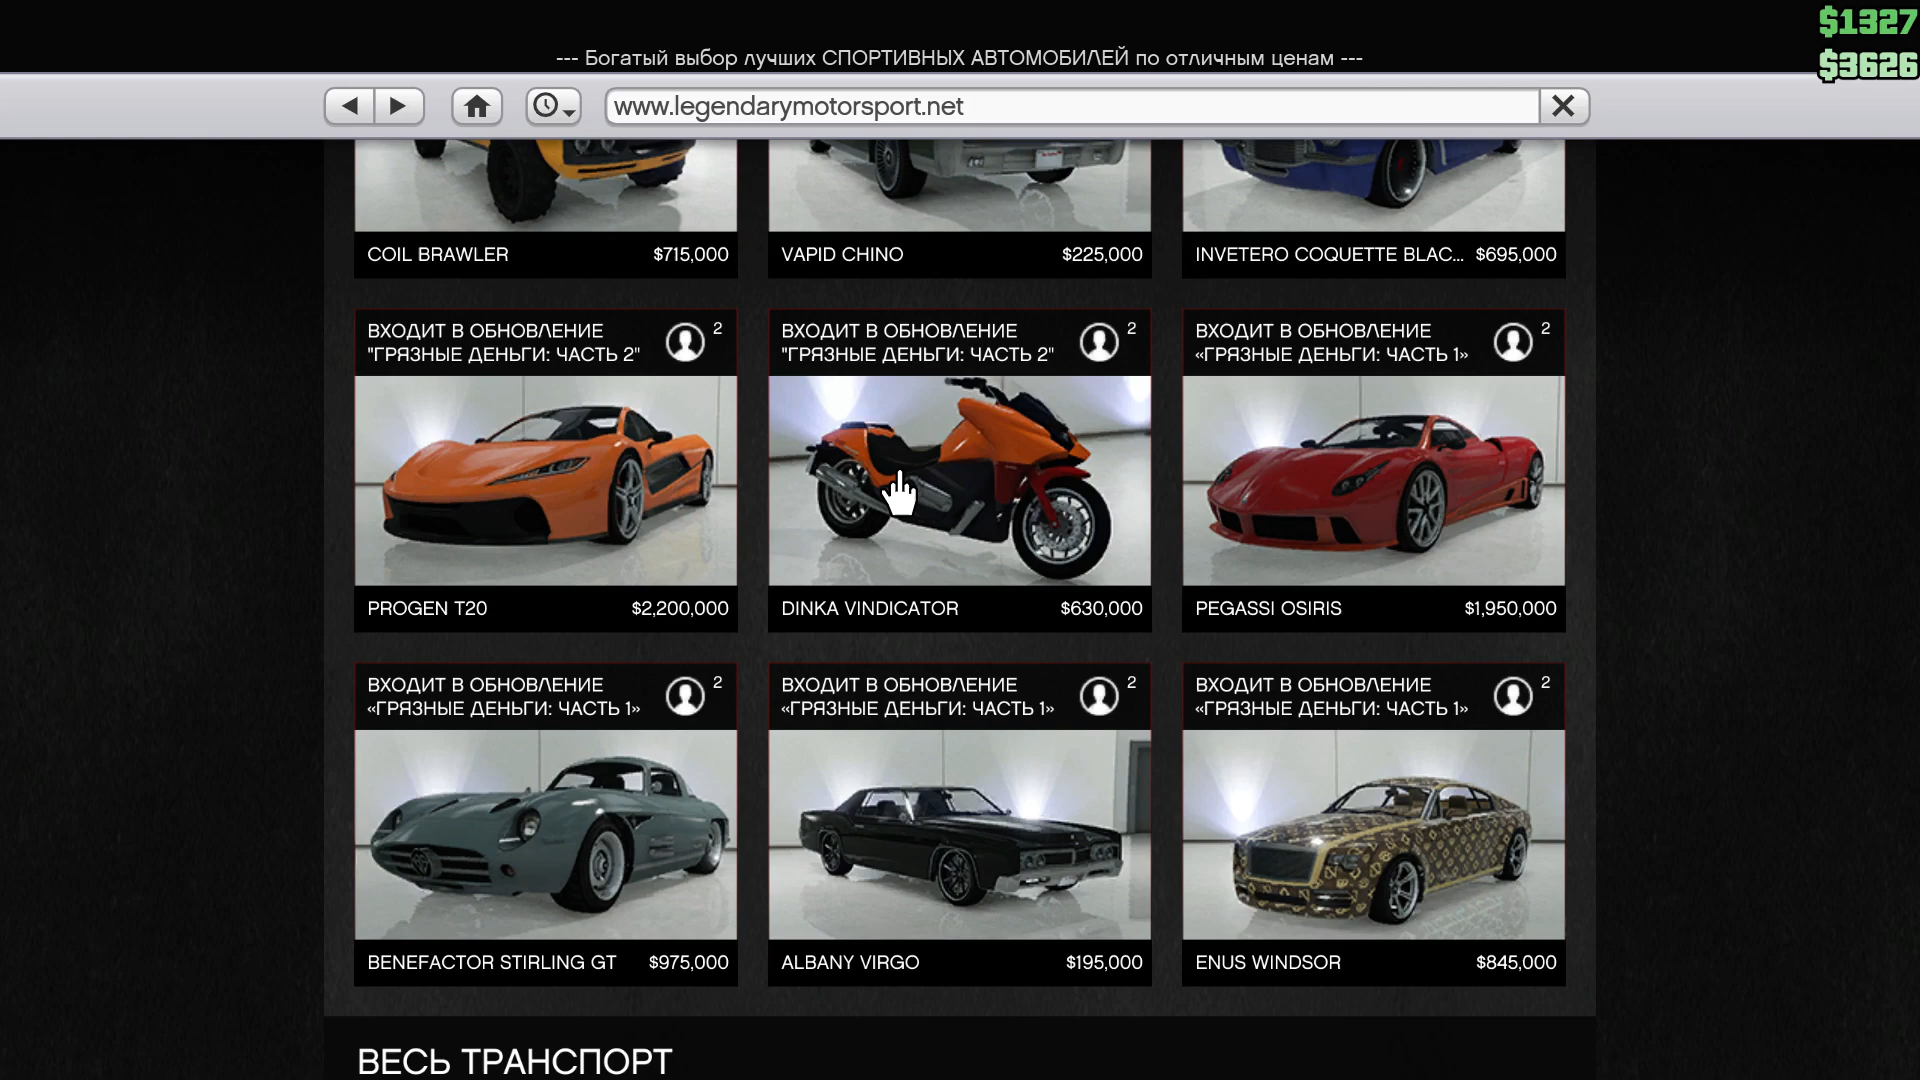 $1327
--- Богатый выбор лучших СПОРТИВНЫХ АВТОМОБИЛЕЙ по отличным ценам ---
$3626
www.legendarymotorsport.net
COIL BRAWLER $715,000
VAPID CHINO $225,000
INVETERO COQUETTE BLAC... $695,000
ВХОДИТ В ОБНОВЛЕНИЕ
"ГРЯЗНЫЕ ДЕНЬГИ: ЧАСТЬ 2"
2
ВХОДИТ В ОБНОВЛЕНИЕ
"ГРЯЗНЫЕ ДЕНЬГИ: ЧАСТЬ 2"
2
ВХОДИТ В ОБНОВЛЕНИЕ
«ГРЯЗНЫЕ ДЕНЬГИ: ЧАСТЬ 1»
2
PROGEN T20 $2,200,000
DINKA VINDICATOR $630,000
PEGASSI OSIRIS $1,950,000
ВХОДИТ В ОБНОВЛЕНИЕ
«ГРЯЗНЫЕ ДЕНЬГИ: ЧАСТЬ 1»
2
ВХОДИТ В ОБНОВЛЕНИЕ
«ГРЯЗНЫЕ ДЕНЬГИ: ЧАСТЬ 1»
2
ВХОДИТ В ОБНОВЛЕНИЕ
«ГРЯЗНЫЕ ДЕНЬГИ: ЧАСТЬ 1»
2
BENEFACTOR STIRLING GT $975,000
ALBANY VIRGO $195,000
ENUS WINDSOR $845,000
ВЕСЬ ТРАНСПОРТ